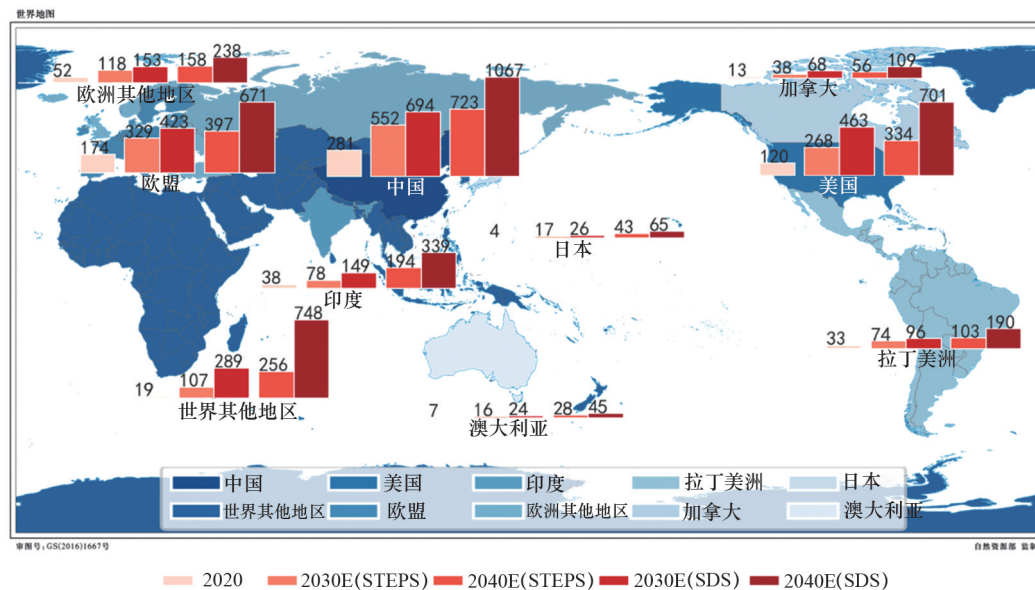 世界地图
52 118 153 158 238
欧洲其他地区
174 329 423 397 671
欧盟
281 552 694 723 1067
中国
13 38 68 56 109
加拿大
120 268 463 334 701
美国
4 17 26 43 65
日本
38 78 149 194 339
印度
33 74 96 103 190
拉丁美洲
19 107 289 256 748
世界其他地区
7 16 24 28 45
澳大利亚
中国 美国 印度 拉丁美洲 日本
世界其他地区 欧盟 欧洲其他地区 加拿大 澳大利亚
审图号:GS(2016)1667号 自然资源部 监制
2020 2030E(STEPS) 2040E(STEPS) 2030E(SDS) 2040E(SDS)